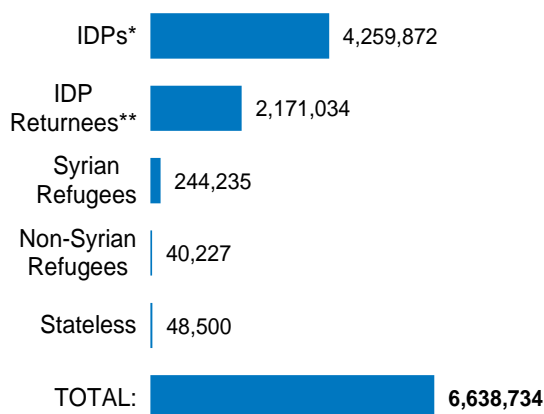 IDPs* 4,259,872
IDP
Returnees** 2,171,034
Syrian
Refugees 244,235
Non-Syrian
Refugees 40,227
Stateless 48,500
TOTAL: 6,638,734